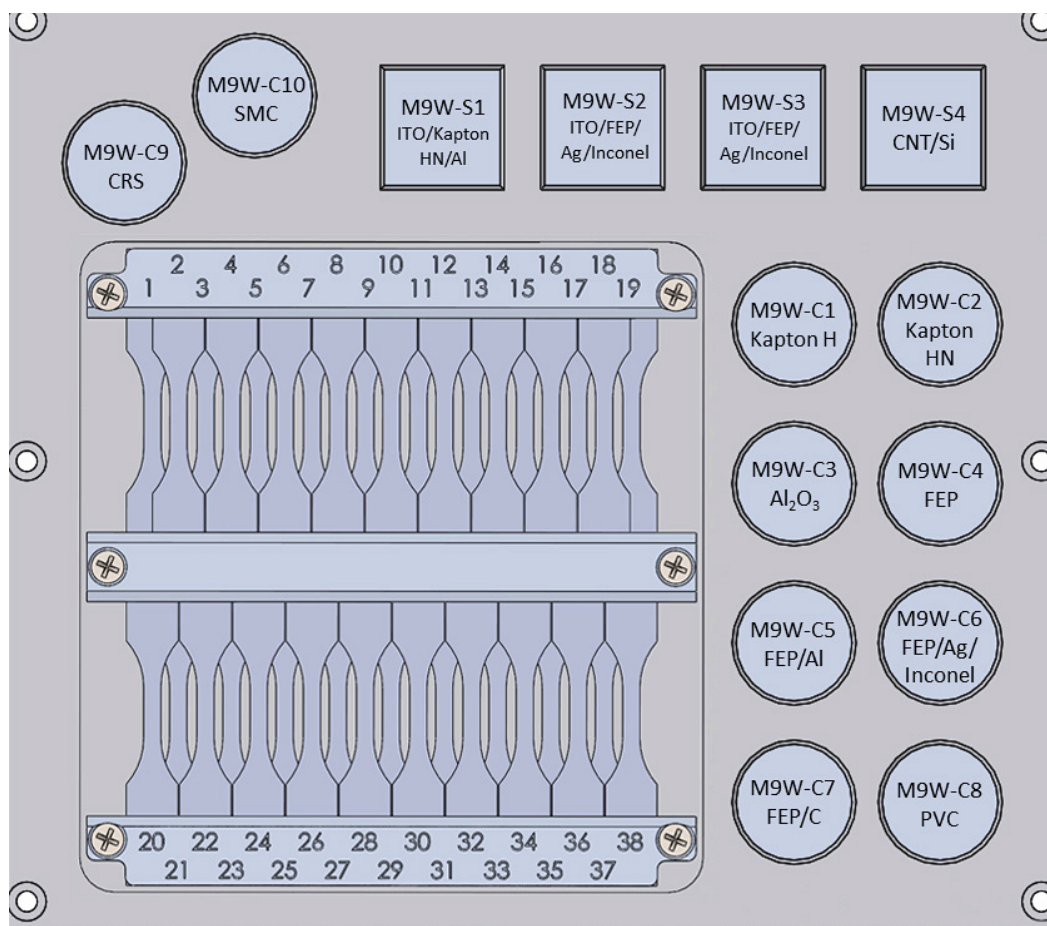 M9W-C10
SMC
M9W-C9
CRS
M9W-S1
ITO/Kapton
HN/Al
M9W-S2
ITO/FEP/
Ag/Inconel
M9W-S3
ITO/FEP/
Ag/Inconel
M9W-S4
CNT/Si
2 4 6 8 10 12 14 16 18
1 3 5 7 9 11 13 15 17 19
M9W-C1
Kapton H
M9W-C2
Kapton
HN
M9W-C3
Al₂O₃
M9W-C4
FEP
M9W-C5
FEP/Al
M9W-C6
FEP/Ag/
Inconel
M9W-C7
FEP/C
M9W-C8
PVC
20 22 24 26 28 30 32 34 36 38
21 23 25 27 29 31 33 35 37